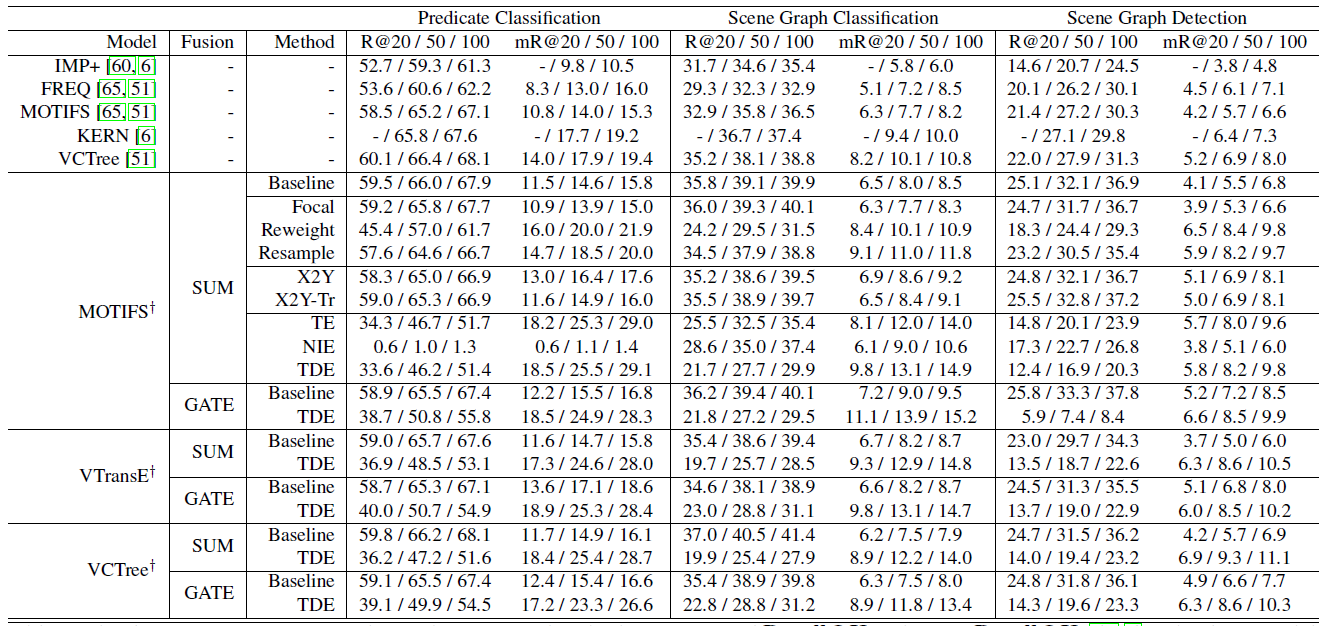 Predicate Classification Scene Graph Classification Scene Graph Detection
Model Fusion Method R@20 / 50 / 100 mR@20 / 50 / 100 R@20 / 50 / 100 mR@20 / 50 / 100 R@20 / 50 / 100 mR@20 / 50 / 100
IMP+ [60, 6] - - 52.7 / 59.3 / 61.3 - / 9.8 / 10.5 31.7 / 34.6 / 35.4 - / 5.8 / 6.0 14.6 / 20.7 / 24.5 - / 3.8 / 4.8
FREQ [65, 51] - - 53.6 / 60.6 / 62.2 8.3 / 13.0 / 16.0 29.3 / 32.3 / 32.9 5.1 / 7.2 / 8.5 20.1 / 26.2 / 30.1 4.5 / 6.1 / 7.1
MOTIFS [65, 51] - - 58.5 / 65.2 / 67.1 10.8 / 14.0 / 15.3 32.9 / 35.8 / 36.5 6.3 / 7.7 / 8.2 21.4 / 27.2 / 30.3 4.2 / 5.7 / 6.6
KERN [6] - - - / 65.8 / 67.6 - / 17.7 / 19.2 - / 36.7 / 37.4 - / 9.4 / 10.0 - / 27.1 / 29.8 - / 6.4 / 7.3
VCTree [51] - - 60.1 / 66.4 / 68.1 14.0 / 17.9 / 19.4 35.2 / 38.1 / 38.8 8.2 / 10.1 / 10.8 22.0 / 27.9 / 31.3 5.2 / 6.9 / 8.0
MOTIFS† SUM Baseline 59.5 / 66.0 / 67.9 11.5 / 14.6 / 15.8 35.8 / 39.1 / 39.9 6.5 / 8.0 / 8.5 25.1 / 32.1 / 36.9 4.1 / 5.5 / 6.8
Focal 59.2 / 65.8 / 67.7 10.9 / 13.9 / 15.0 36.0 / 39.3 / 40.1 6.3 / 7.7 / 8.3 24.7 / 31.7 / 36.7 3.9 / 5.3 / 6.6
Reweight 45.4 / 57.0 / 61.7 16.0 / 20.0 / 21.9 24.2 / 29.5 / 31.5 8.4 / 10.1 / 10.9 18.3 / 24.4 / 29.3 6.5 / 8.4 / 9.8
Resample 57.6 / 64.6 / 66.7 14.7 / 18.5 / 20.0 34.5 / 37.9 / 38.8 9.1 / 11.0 / 11.8 23.2 / 30.5 / 35.4 5.9 / 8.2 / 9.7
X2Y 58.3 / 65.0 / 66.9 13.0 / 16.4 / 17.6 35.2 / 38.6 / 39.5 6.9 / 8.6 / 9.2 24.8 / 32.1 / 36.7 5.1 / 6.9 / 8.1
X2Y-Tr 59.0 / 65.3 / 66.9 11.6 / 14.9 / 16.0 35.5 / 38.9 / 39.7 6.5 / 8.4 / 9.1 25.5 / 32.8 / 37.2 5.0 / 6.9 / 8.1
TE 34.3 / 46.7 / 51.7 18.2 / 25.3 / 29.0 25.5 / 32.5 / 35.4 8.1 / 12.0 / 14.0 14.8 / 20.1 / 23.9 5.7 / 8.0 / 9.6
NIE 0.6 / 1.0 / 1.3 0.6 / 1.1 / 1.4 28.6 / 35.0 / 37.4 6.1 / 9.0 / 10.6 17.3 / 22.7 / 26.8 3.8 / 5.1 / 6.0
TDE 33.6 / 46.2 / 51.4 18.5 / 25.5 / 29.1 21.7 / 27.7 / 29.9 9.8 / 13.1 / 14.9 12.4 / 16.9 / 20.3 5.8 / 8.2 / 9.8
GATE Baseline 58.9 / 65.5 / 67.4 12.2 / 15.5 / 16.8 36.2 / 39.4 / 40.1 7.2 / 9.0 / 9.5 25.8 / 33.3 / 37.8 5.2 / 7.2 / 8.5
TDE 38.7 / 50.8 / 55.8 18.5 / 24.9 / 28.3 21.8 / 27.2 / 29.5 11.1 / 13.9 / 15.2 5.9 / 7.4 / 8.4 6.6 / 8.5 / 9.9
VTransE† SUM Baseline 59.0 / 65.7 / 67.6 11.6 / 14.7 / 15.8 35.4 / 38.6 / 39.4 6.7 / 8.2 / 8.7 23.0 / 29.7 / 34.3 3.7 / 5.0 / 6.0
TDE 36.9 / 48.5 / 53.1 17.3 / 24.6 / 28.0 19.7 / 25.7 / 28.5 9.3 / 12.9 / 14.8 13.5 / 18.7 / 22.6 6.3 / 8.6 / 10.5
GATE Baseline 58.7 / 65.3 / 67.1 13.6 / 17.1 / 18.6 34.6 / 38.1 / 38.9 6.6 / 8.2 / 8.7 24.5 / 31.3 / 35.5 5.1 / 6.8 / 8.0
TDE 40.0 / 50.7 / 54.9 18.9 / 25.3 / 28.4 23.0 / 28.8 / 31.1 9.8 / 13.1 / 14.7 13.7 / 19.0 / 22.9 6.0 / 8.5 / 10.2
VCTree† SUM Baseline 59.8 / 66.2 / 68.1 11.7 / 14.9 / 16.1 37.0 / 40.5 / 41.4 6.2 / 7.5 / 7.9 24.7 / 31.5 / 36.2 4.2 / 5.7 / 6.9
TDE 36.2 / 47.2 / 51.6 18.4 / 25.4 / 28.7 19.9 / 25.4 / 27.9 8.9 / 12.2 / 14.0 14.0 / 19.4 / 23.2 6.9 / 9.3 / 11.1
GATE Baseline 59.1 / 65.5 / 67.4 12.4 / 15.4 / 16.6 35.4 / 38.9 / 39.8 6.3 / 7.5 / 8.0 24.8 / 31.8 / 36.1 4.9 / 6.6 / 7.7
TDE 39.1 / 49.9 / 54.5 17.2 / 23.3 / 26.6 22.8 / 28.8 / 31.2 8.9 / 11.8 / 13.4 14.3 / 19.6 / 23.3 6.3 / 8.6 / 10.3